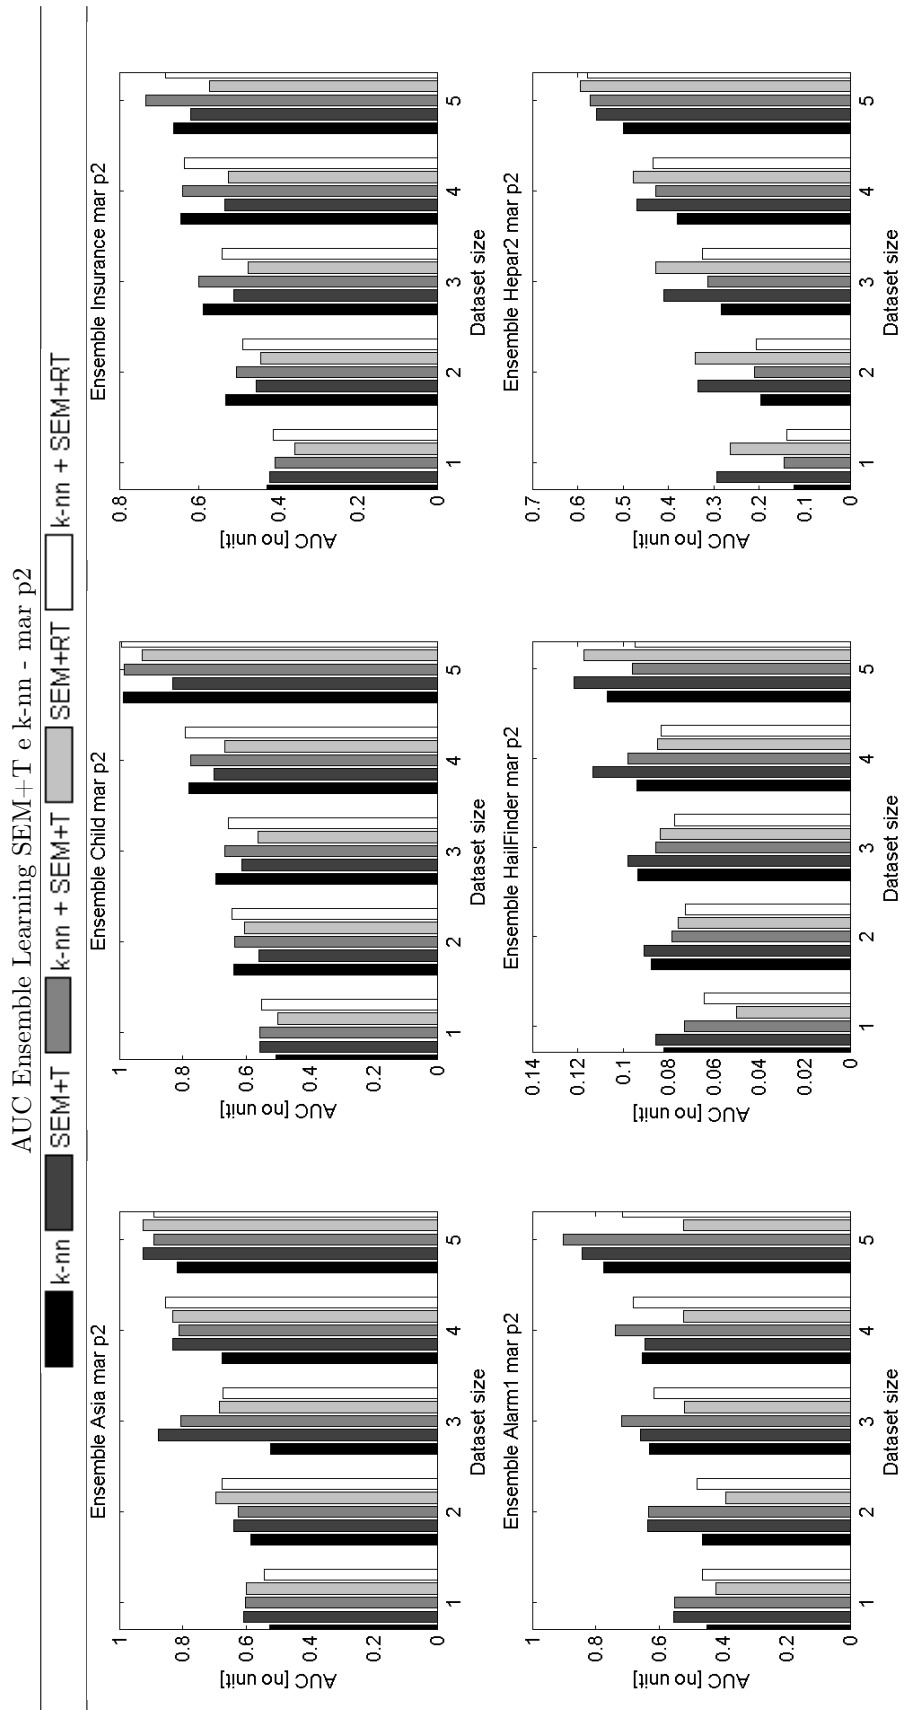 AUC Ensemble Learning SEM+T e k-nn - mar p2
k-nn SEM+T k-nn + SEM+T SEM+RT k-nn + SEM+RT
Ensemble Asia mar p2
AUC [no unit]
1
0.8
0.6
0.4
0.2
0
1 2 3 4 5
Dataset size
Ensemble Child mar p2
AUC [no unit]
1
0.8
0.6
0.4
0.2
0
1 2 3 4 5
Dataset size
Ensemble Insurance mar p2
AUC [no unit]
0.8
0.6
0.4
0.2
0
1 2 3 4 5
Dataset size
Ensemble Alarm1 mar p2
AUC [no unit]
1
0.8
0.6
0.4
0.2
0
1 2 3 4 5
Dataset size
Ensemble HailFinder mar p2
AUC [no unit]
0.14
0.12
0.1
0.08
0.06
0.04
0.02
0
1 2 3 4 5
Dataset size
Ensemble Hepar2 mar p2
AUC [no unit]
0.7
0.6
0.5
0.4
0.3
0.2
0.1
0
1 2 3 4 5
Dataset size